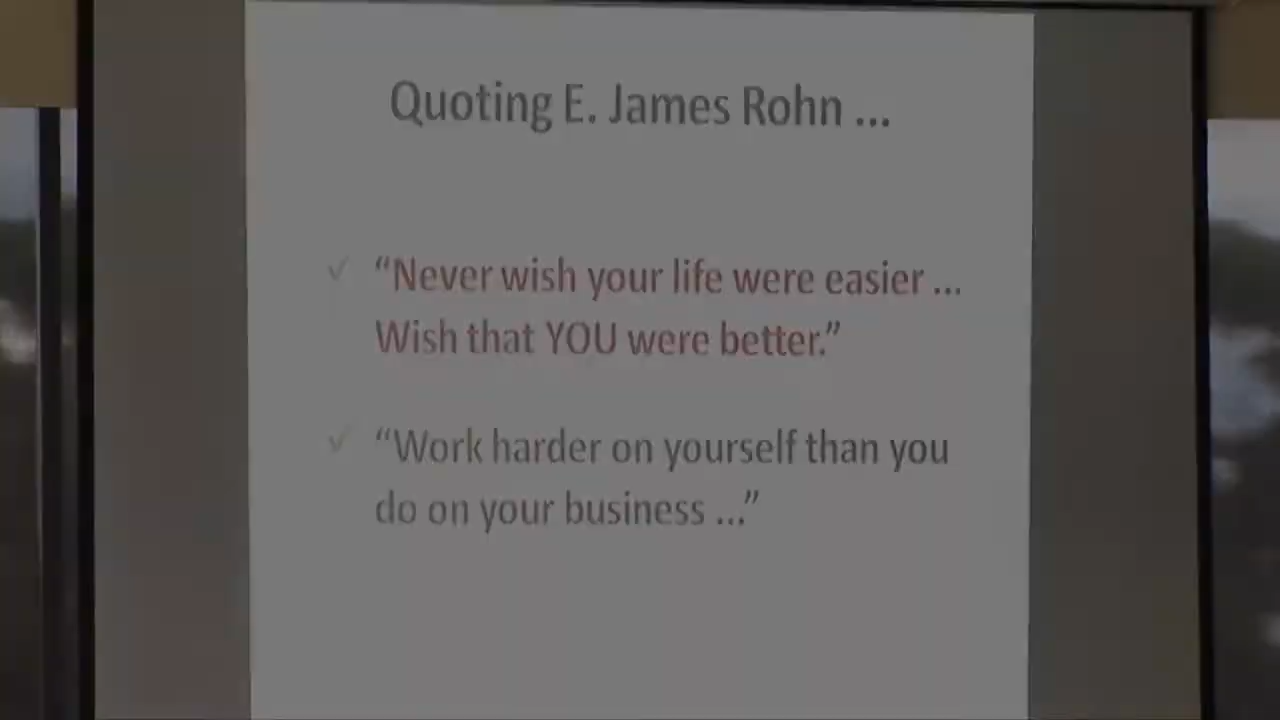 Quoting E. James Rohn ...
✓ “Never wish your life were easier ...
Wish that YOU were better.”
✓ “Work harder on yourself than you
do on your business ...”